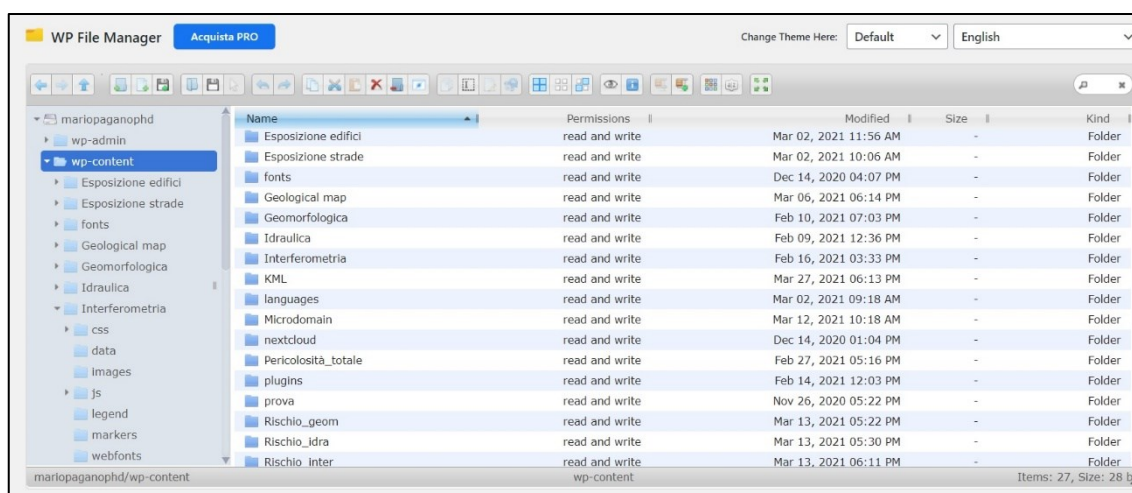 WP File Manager Acquista PRO Change Theme Here: Default English
mariopaganophd
wp-admin
wp-content
Esposizione edifici
Esposizione strade
fonts
Geological map
Geomorfologica
Idraulica
Interferometria
css
data
images
js
legend
markers
webfonts
Name Permissions Modified Size Kind
Esposizione edifici read and write Mar 02, 2021 11:56 AM - Folder
Esposizione strade read and write Mar 02, 2021 10:06 AM - Folder
fonts read and write Dec 14, 2020 04:07 PM - Folder
Geological map read and write Mar 06, 2021 06:14 PM - Folder
Geomorfologica read and write Feb 10, 2021 07:03 PM - Folder
Idraulica read and write Feb 09, 2021 12:36 PM - Folder
Interferometria read and write Feb 16, 2021 03:33 PM - Folder
KML read and write Mar 27, 2021 06:13 PM - Folder
languages read and write Mar 02, 2021 09:18 AM - Folder
Microdomain read and write Mar 12, 2021 10:18 AM - Folder
nextcloud read and write Dec 14, 2020 01:04 PM - Folder
Pericolosità_totale read and write Feb 27, 2021 05:16 PM - Folder
plugins read and write Feb 14, 2021 12:03 PM - Folder
prova read and write Nov 26, 2020 05:22 PM - Folder
Rischio_geom read and write Mar 13, 2021 05:22 PM - Folder
Rischio_idra read and write Mar 13, 2021 05:30 PM - Folder
Rischio_inter read and write Mar 13, 2021 06:11 PM - Folder
mariopaganophd/wp-content wp-content Items: 27, Size: 28 b